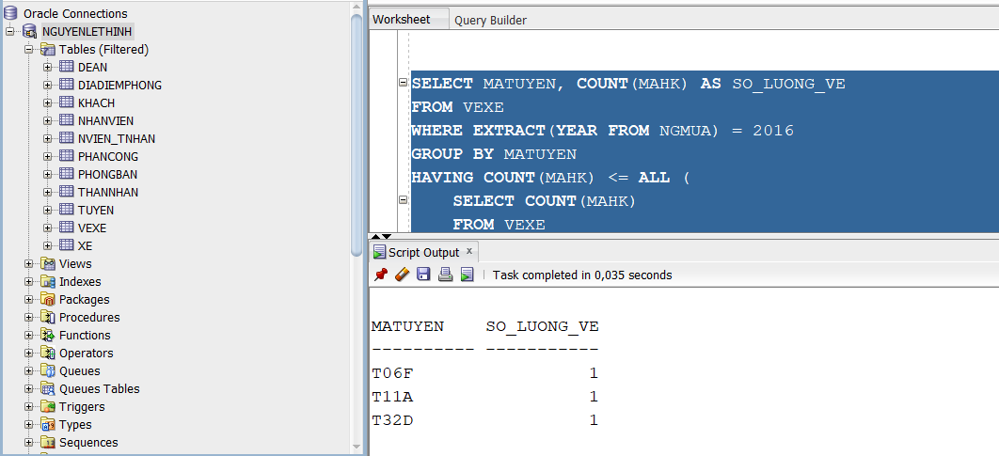 Oracle Connections
NGUYENLETHINH
Tables (Filtered)
DEAN
DIADIEMPHONG
KHACH
NHANVIEN
NVIEN_TNHAN
PHANCONG
PHONGBAN
THANNHAN
TUYEN
VEXE
XE
Views
Indexes
Packages
Procedures
Functions
Operators
Queues
Queues Tables
Triggers
Types
Sequences
Worksheet Query Builder
SELECT MATUYEN, COUNT(MAHK) AS SO_LUONG_VE
FROM VEXE
WHERE EXTRACT(YEAR FROM NGMUA) = 2016
GROUP BY MATUYEN
HAVING COUNT(MAHK) <= ALL (
SELECT COUNT(MAHK)
FROM VEXE
Script Output x
Task completed in 0,035 seconds
MATUYEN SO_LUONG_VE
---------- -----------
T06F 1
T11A 1
T32D 1